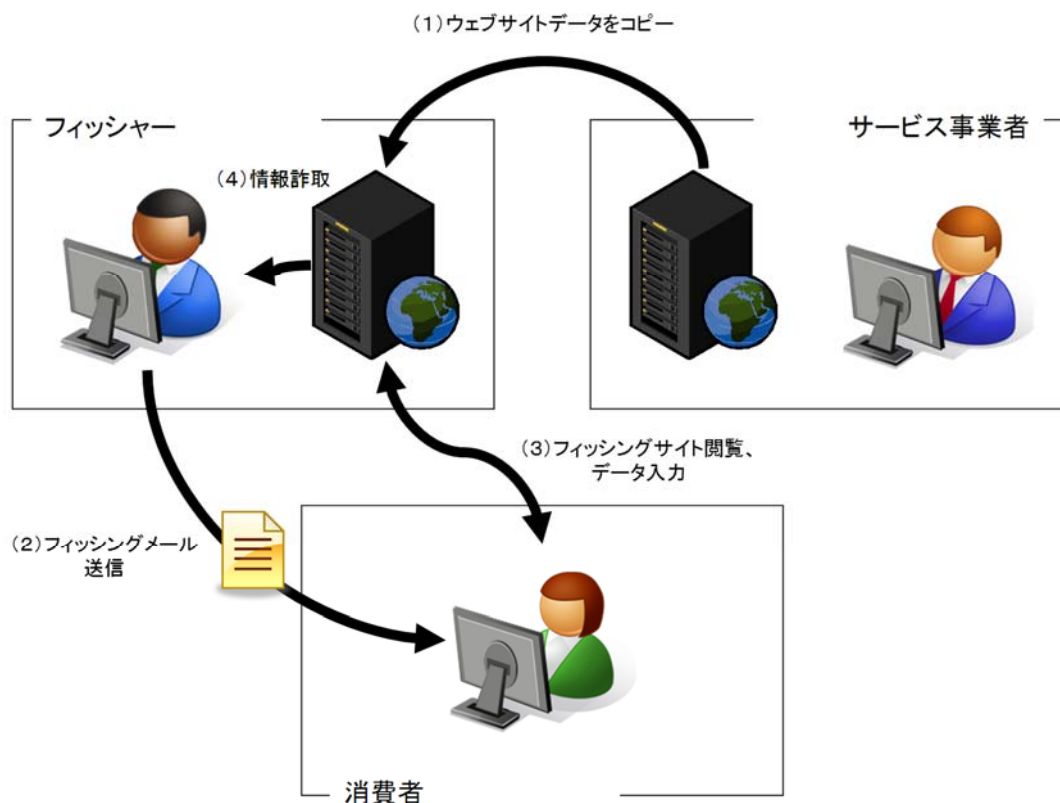 (1)ウェブサイトデータをコピー
フィッシャー
サービス事業者
(4)情報詐取
(3)フィッシングサイト閲覧、
データ入力
(2)フィッシングメール
送信
消費者